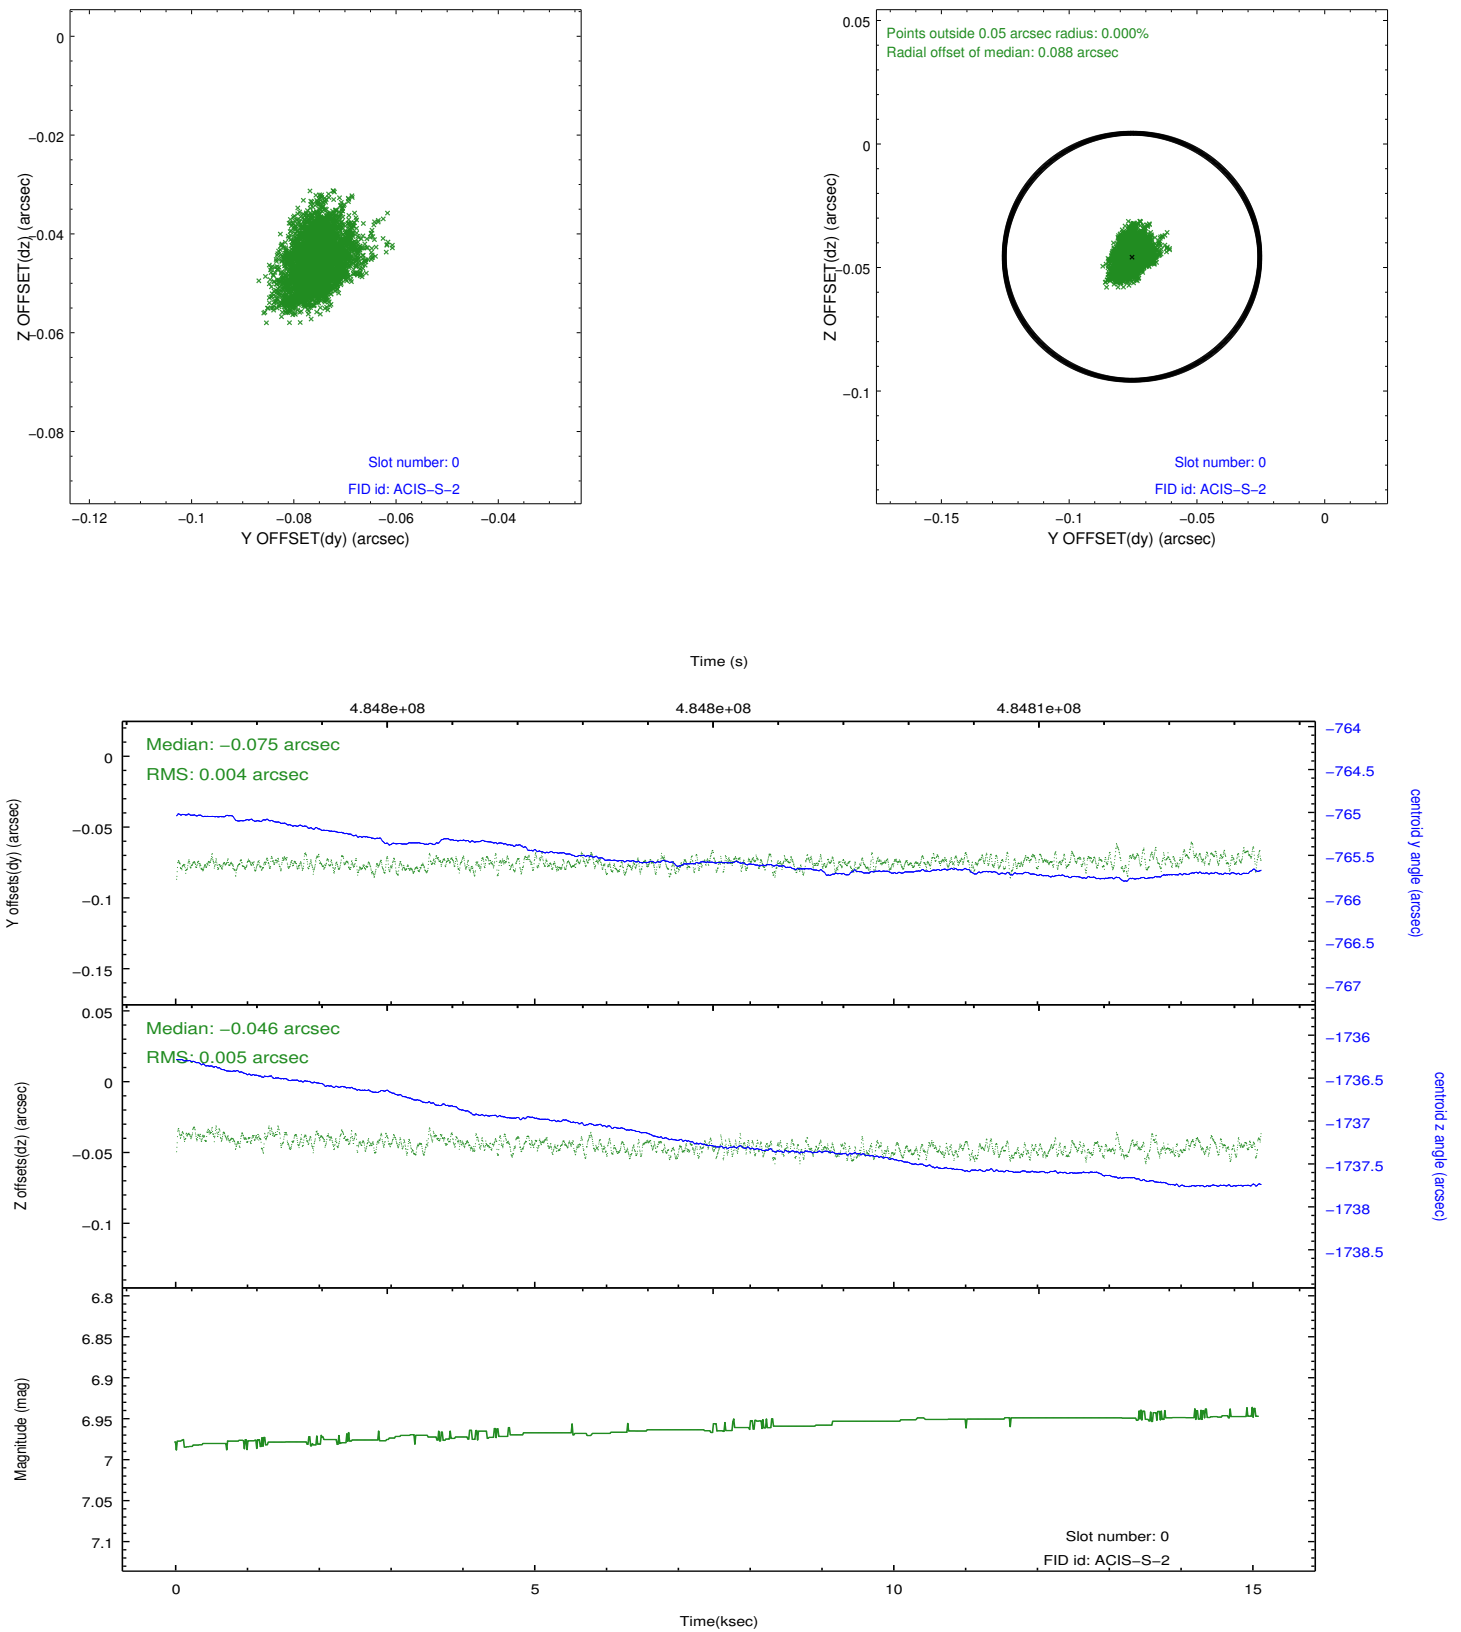 0
−0.02
−0.04
−0.06
−0.08
Z OFFSET(dz) (arcsec)
Slot number: 0
FID id: ACIS−S−2
−0.12
−0.1
−0.08
−0.06
−0.04
Y OFFSET(dy) (arcsec)
Points outside 0.05 arcsec radius: 0.000%
Radial offset of median: 0.088 arcsec
0.05
0
−0.05
−0.1
Z OFFSET(dz) (arcsec)
Slot number: 0
FID id: ACIS−S−2
−0.15
−0.1
−0.05
0
Y OFFSET(dy) (arcsec)
Time (s)
4.848e+08
4.848e+08
4.8481e+08
Median: −0.075 arcsec
RMS: 0.004 arcsec
0
−0.05
−0.1
−0.15
Y offsets(dy) (arcsec)
−764
−764.5
−765
−765.5
−766
−766.5
−767
centroid y angle (arcsec)
Median: −0.046 arcsec
RMS: 0.005 arcsec
0.05
0
−0.05
−0.1
Z offsets(dz) (arcsec)
−1736
−1736.5
−1737
−1737.5
−1738
−1738.5
centroid z angle (arcsec)
6.8
6.85
6.9
6.95
7
7.05
7.1
Magnitude (mag)
Slot number: 0
FID id: ACIS−S−2
0
5
10
15
Time(ksec)